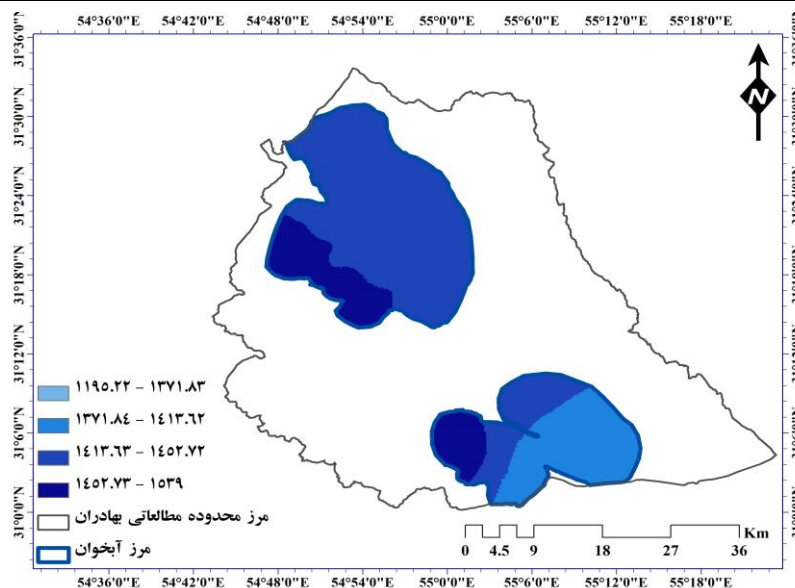 54°36'0"E 54°42'0"E 54°48'0"E 54°54'0"E 55°0'0"E 55°6'0"E 55°12'0"E 55°18'0"E
31°36'0"N
31°30'0"N
31°24'0"N
31°18'0"N
31°12'0"N
31°6'0"N
31°0'0"N
N
۱۱۹۵.۲۲ – ۱۳۷۱.۸۳
۱۳۷۱.۸۴ – ۱۴۱۳.۶۲
۱۴۱۳.۶۳ – ۱۴۵۲.۷۲
۱۴۵۲.۷۳ – ۱۵۳۹
مرز محدوده مطالعاتی بهادران
مرز آبخوان
Km
0 4.5 9 18 27 36
54°36'0"E 54°42'0"E 54°48'0"E 54°54'0"E 55°0'0"E 55°6'0"E 55°12'0"E 55°18'0"E